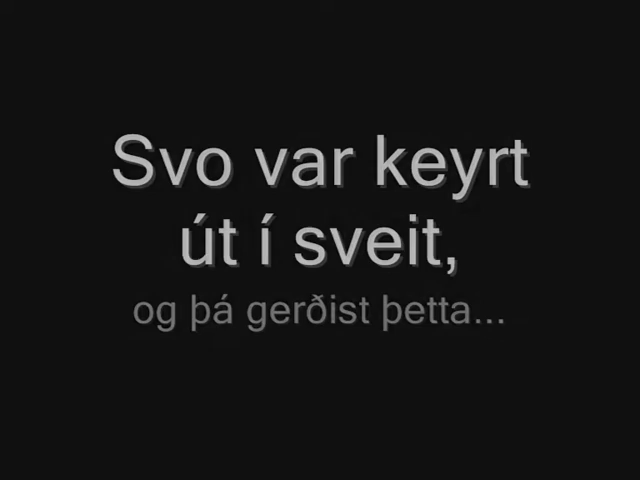 Svo var keyrt
út í sveit,
og þá gerðist þetta...